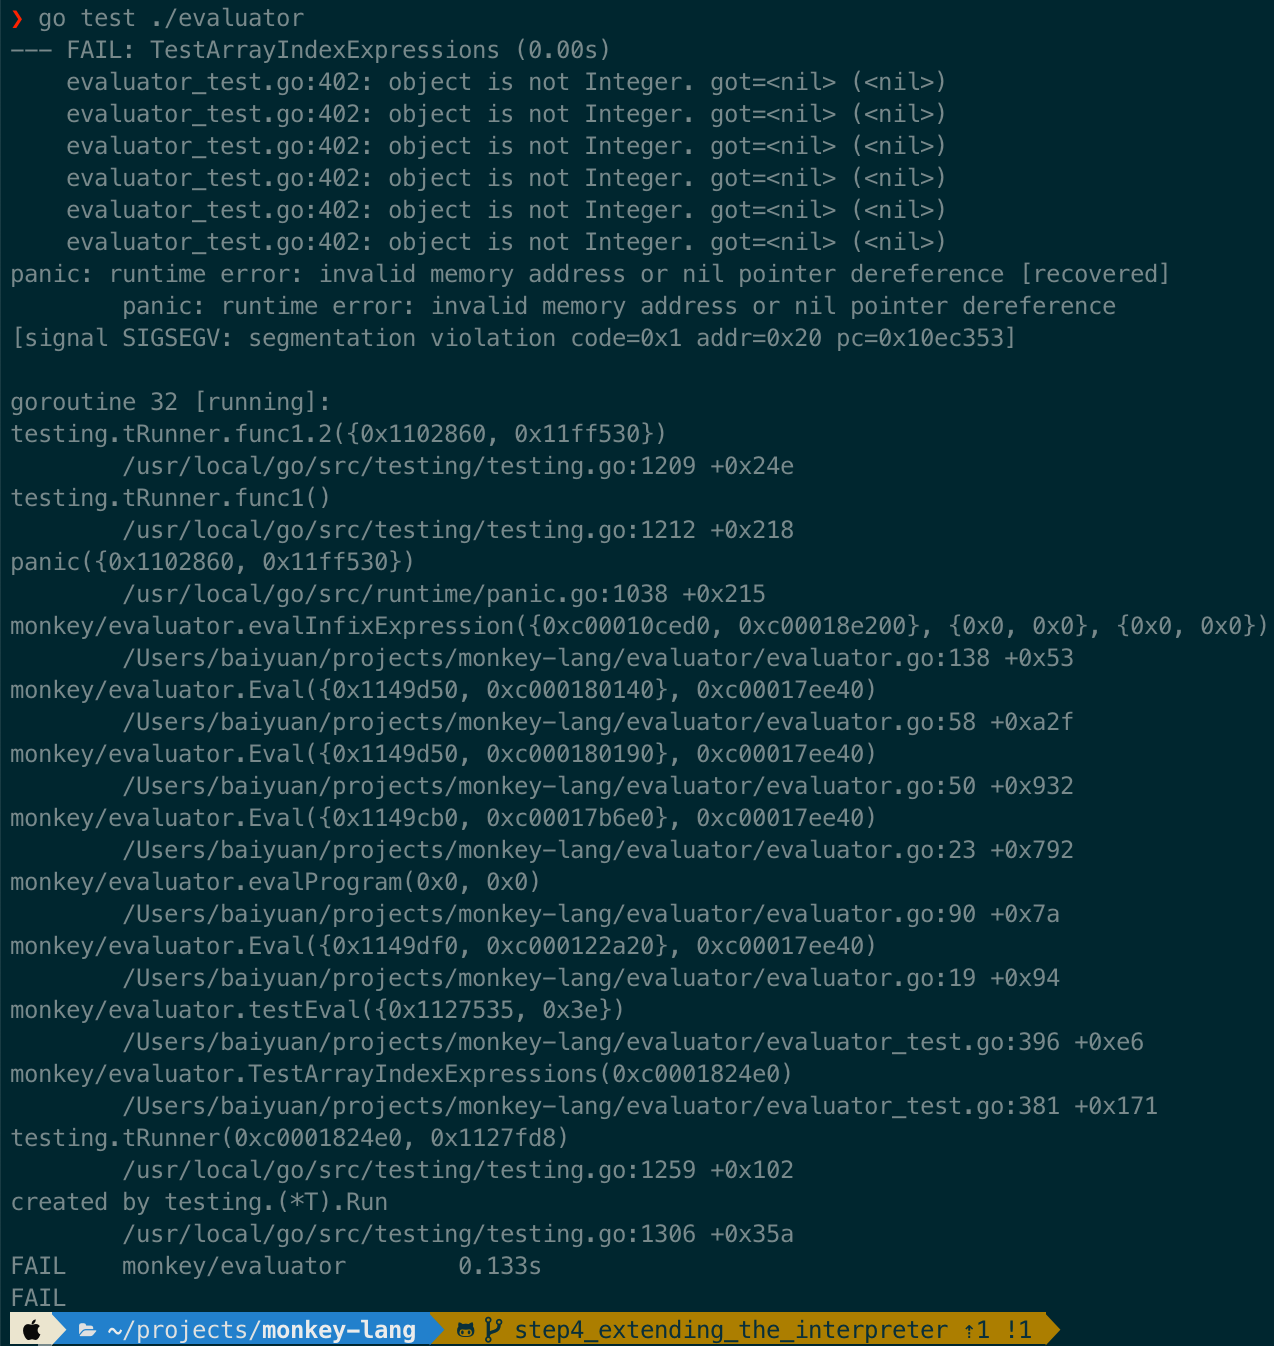 ❯ go test ./evaluator
--- FAIL: TestArrayIndexExpressions (0.00s)
    evaluator_test.go:402: object is not Integer. got=<nil> (<nil>)
    evaluator_test.go:402: object is not Integer. got=<nil> (<nil>)
    evaluator_test.go:402: object is not Integer. got=<nil> (<nil>)
    evaluator_test.go:402: object is not Integer. got=<nil> (<nil>)
    evaluator_test.go:402: object is not Integer. got=<nil> (<nil>)
    evaluator_test.go:402: object is not Integer. got=<nil> (<nil>)
panic: runtime error: invalid memory address or nil pointer dereference [recovered]
        panic: runtime error: invalid memory address or nil pointer dereference
[signal SIGSEGV: segmentation violation code=0x1 addr=0x20 pc=0x10ec353]

goroutine 32 [running]:
testing.tRunner.func1.2({0x1102860, 0x11ff530})
        /usr/local/go/src/testing/testing.go:1209 +0x24e
testing.tRunner.func1()
        /usr/local/go/src/testing/testing.go:1212 +0x218
panic({0x1102860, 0x11ff530})
        /usr/local/go/src/runtime/panic.go:1038 +0x215
monkey/evaluator.evalInfixExpression({0xc00010ced0, 0xc00018e200}, {0x0, 0x0}, {0x0, 0x0})
        /Users/baiyuan/projects/monkey-lang/evaluator/evaluator.go:138 +0x53
monkey/evaluator.Eval({0x1149d50, 0xc000180140}, 0xc00017ee40)
        /Users/baiyuan/projects/monkey-lang/evaluator/evaluator.go:58 +0xa2f
monkey/evaluator.Eval({0x1149d50, 0xc000180190}, 0xc00017ee40)
        /Users/baiyuan/projects/monkey-lang/evaluator/evaluator.go:50 +0x932
monkey/evaluator.Eval({0x1149cb0, 0xc00017b6e0}, 0xc00017ee40)
        /Users/baiyuan/projects/monkey-lang/evaluator/evaluator.go:23 +0x792
monkey/evaluator.evalProgram(0x0, 0x0)
        /Users/baiyuan/projects/monkey-lang/evaluator/evaluator.go:90 +0x7a
monkey/evaluator.Eval({0x1149df0, 0xc000122a20}, 0xc00017ee40)
        /Users/baiyuan/projects/monkey-lang/evaluator/evaluator.go:19 +0x94
monkey/evaluator.testEval({0x1127535, 0x3e})
        /Users/baiyuan/projects/monkey-lang/evaluator/evaluator_test.go:396 +0xe6
monkey/evaluator.TestArrayIndexExpressions(0xc0001824e0)
        /Users/baiyuan/projects/monkey-lang/evaluator/evaluator_test.go:381 +0x171
testing.tRunner(0xc0001824e0, 0x1127fd8)
        /usr/local/go/src/testing/testing.go:1259 +0x102
created by testing.(*T).Run
        /usr/local/go/src/testing/testing.go:1306 +0x35a
FAIL    monkey/evaluator        0.133s
FAIL
~/projects/monkey-lang step4_extending_the_interpreter ⇡1 !1